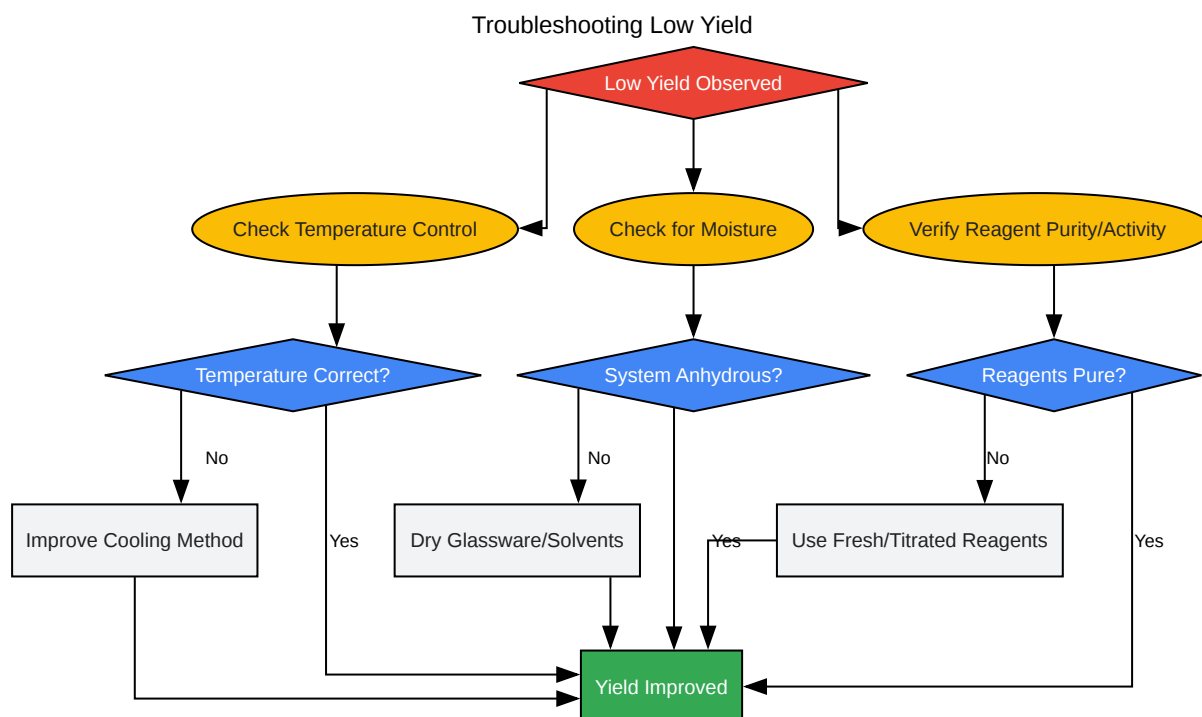 Troubleshooting Low Yield
Low Yield Observed
Check Temperature Control
Check for Moisture
Verify Reagent Purity/Activity
Temperature Correct?
System Anhydrous?
Reagents Pure?
No
No
No
Improve Cooling Method
Yes
Dry Glassware/Solvents
Yes
Use Fresh/Titrated Reagents
Yes
Yield Improved